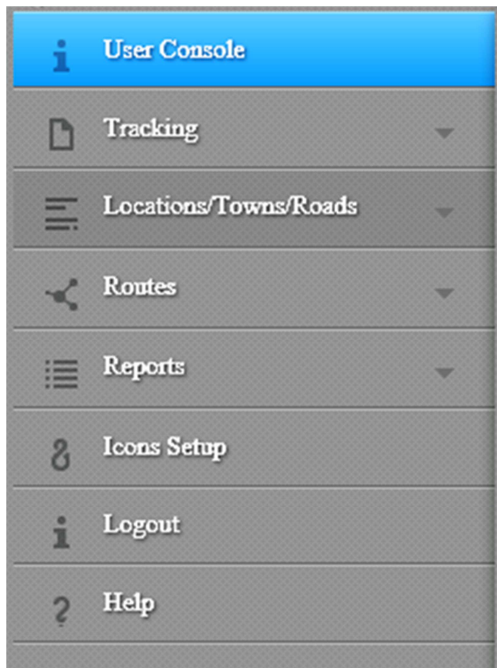 User Console
Tracking
Locations/Towns/Roads
Routes
Reports
Icons Setup
Logout
Help